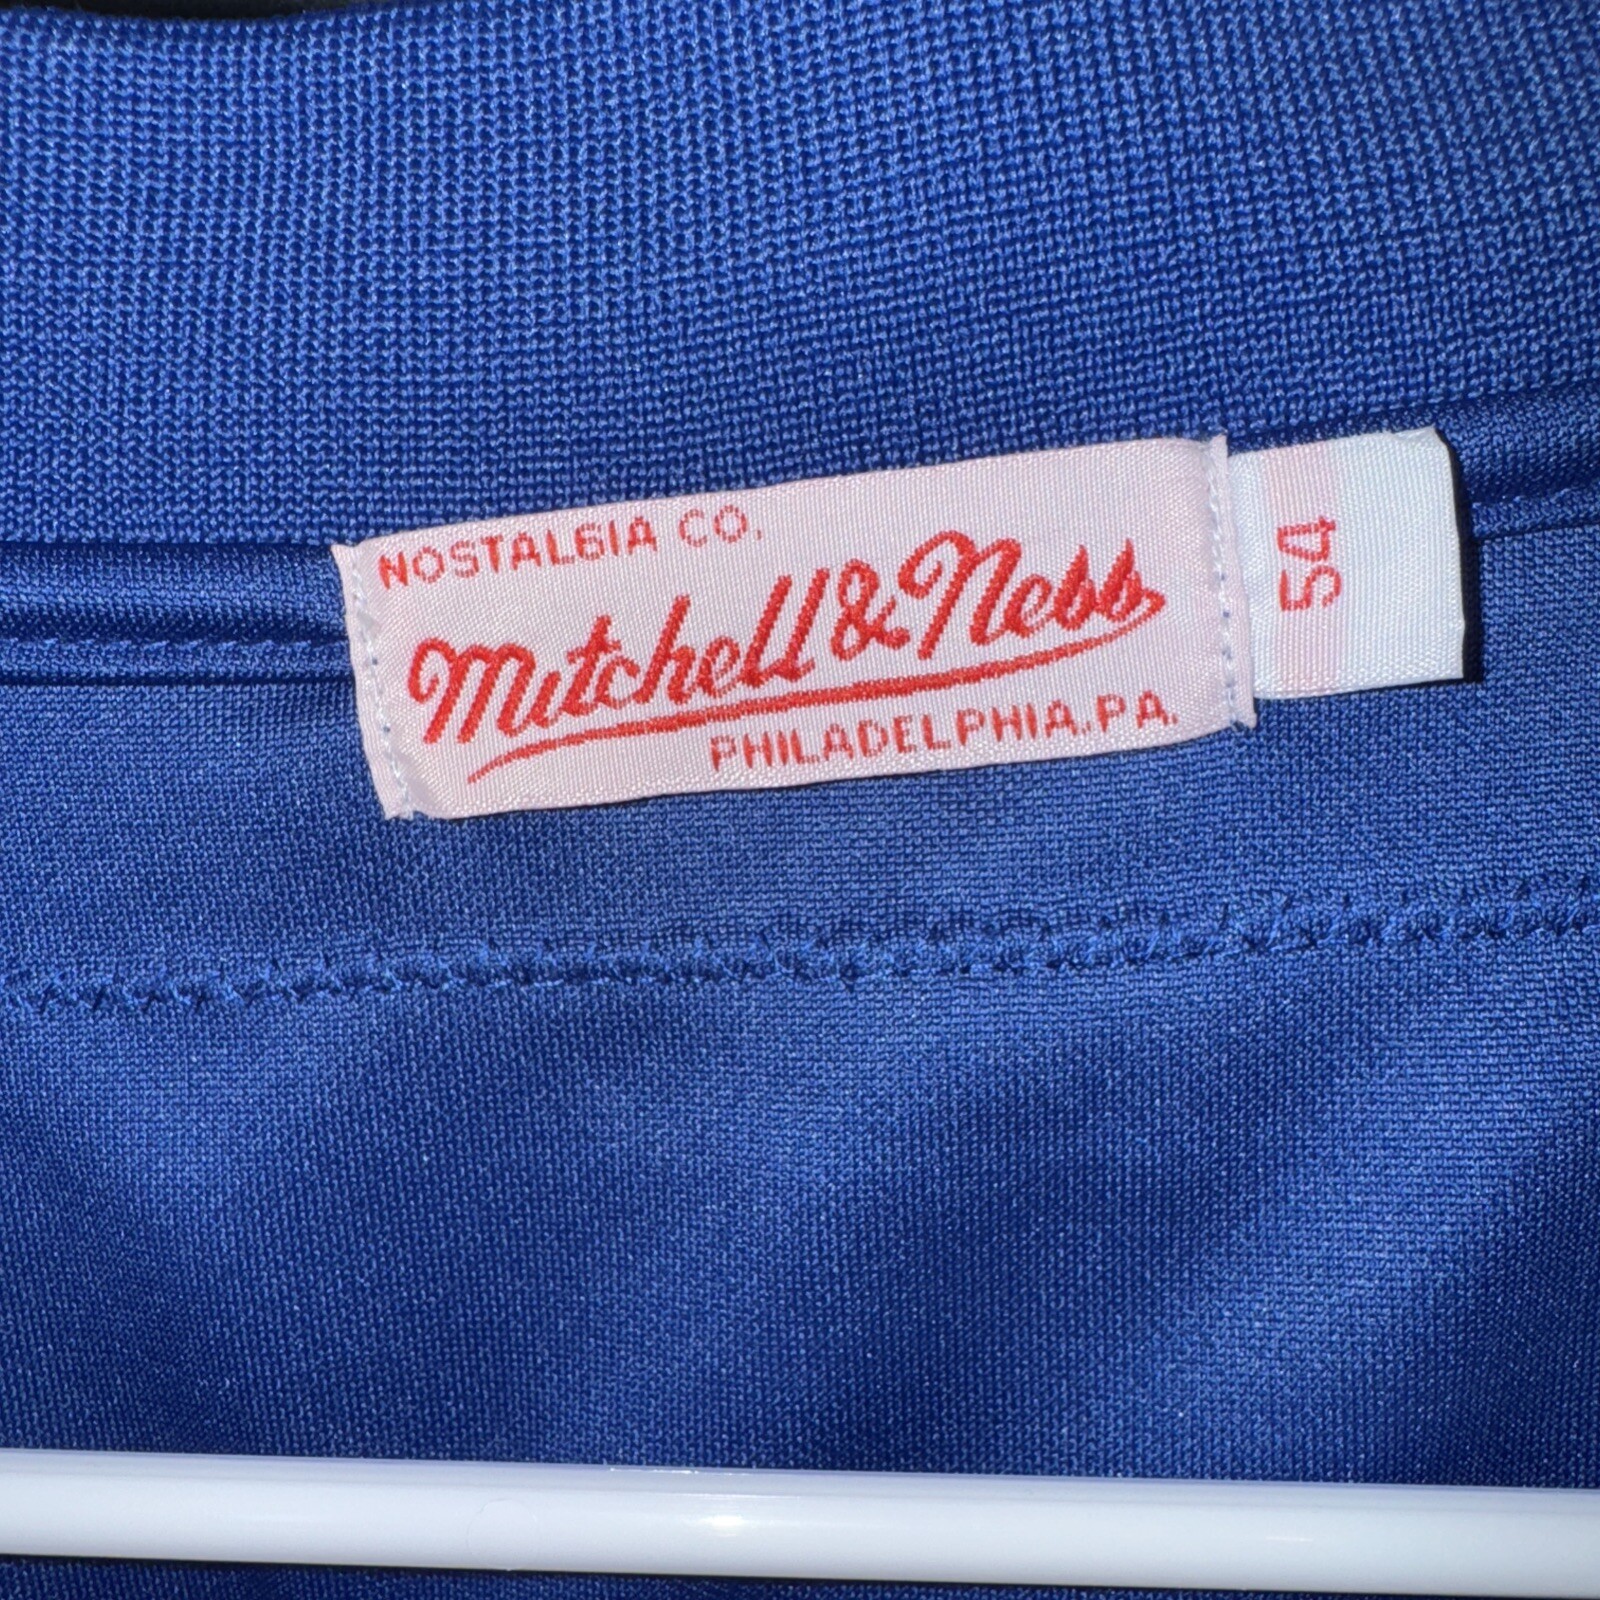 NOSTALGIA CO.
Mitchell & Ness
PHILADELPHIA, PA.
54